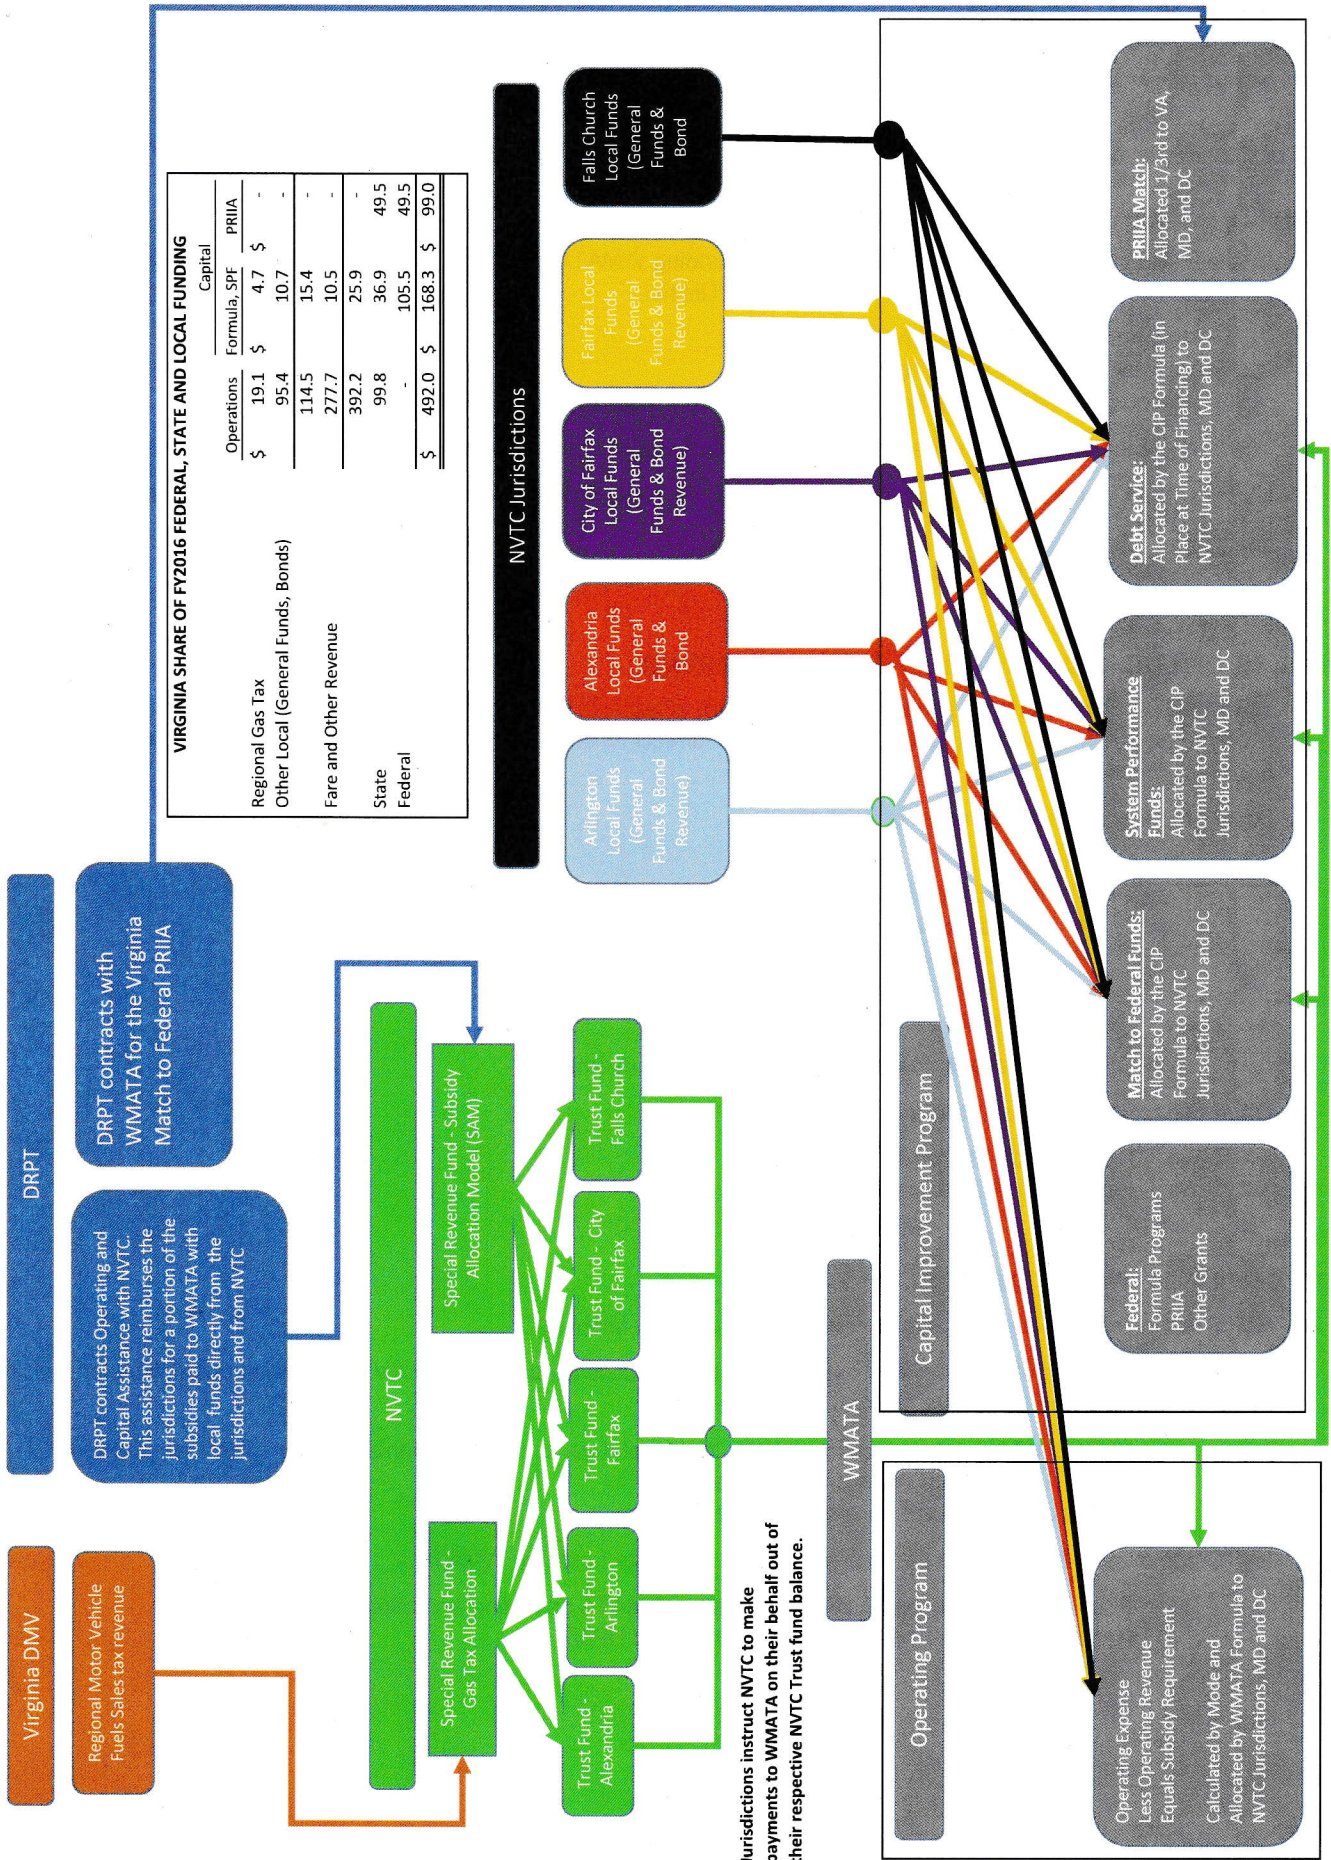 Virginia DMV
Regional Motor Vehicle
Fuels Sales tax revenue
DRPT
DRPT contracts Operating and
Capital Assistance with NVTC.
This assistance reimburses the
jurisdictions for a portion of the
subsidies paid to WMATA with
local funds directly from the
jurisdictions and from NVTC
DRPT contracts with
WMATA for the Virginia
Match to Federal PRIIA
NVTC
Special Revenue Fund -
Gas Tax Allocation
Special Revenue Fund - Subsidy
Allocation Model (SAM)
Trust Fund -
Alexandria
Trust Fund -
Arlington
Trust Fund -
Fairfax
Trust Fund - City
of Fairfax
Trust Fund -
Falls Church
VIRGINIA SHARE OF FY2016 FEDERAL, STATE AND LOCAL FUNDING
Capital
Operations Formula, SPF PRIIA
Regional Gas Tax $ 19.1 $ 4.7 $ -
Other Local (General Funds, Bonds) 95.4 10.7 -
114.5 15.4 -
Fare and Other Revenue 277.7 10.5 -
392.2 25.9 -
State 99.8 36.9 49.5
Federal - 105.5 49.5
$ 492.0 $ 168.3 $ 99.0
NVTC Jurisdictions
Arlington
Local Funds
(General
Funds & Bond
Revenue)
Alexandria
Local Funds
(General
Funds &
Bond
City of Fairfax
Local Funds
(General
Funds & Bond
Revenue)
Fairfax Local
Funds
(General
Funds & Bond
Revenue)
Falls Church
Local Funds
(General
Funds &
Bond
Jurisdictions instruct NVTC to make
payments to WMATA on their behalf out of
their respective NVTC Trust fund balance.
WMATA
Operating Program
Operating Expense
Less Operating Revenue
Equals Subsidy Requirement
Calculated by Mode and
Allocated by WMATA Formula to
NVTC Jurisdictions, MD and DC
Capital Improvement Program
Federal:
Formula Programs
PRIIA
Other Grants
Match to Federal Funds:
Allocated by the CIP
Formula to NVTC
Jurisdictions, MD and DC
System Performance
Funds:
Allocated by the CIP
Formula to NVTC
Jurisdictions, MD and DC
Debt Service:
Allocated by the CIP Formula (in
Place at Time of Financing) to
NVTC Jurisdictions, MD and DC
PRIIA Match:
Allocated 1/3rd to VA,
MD, and DC